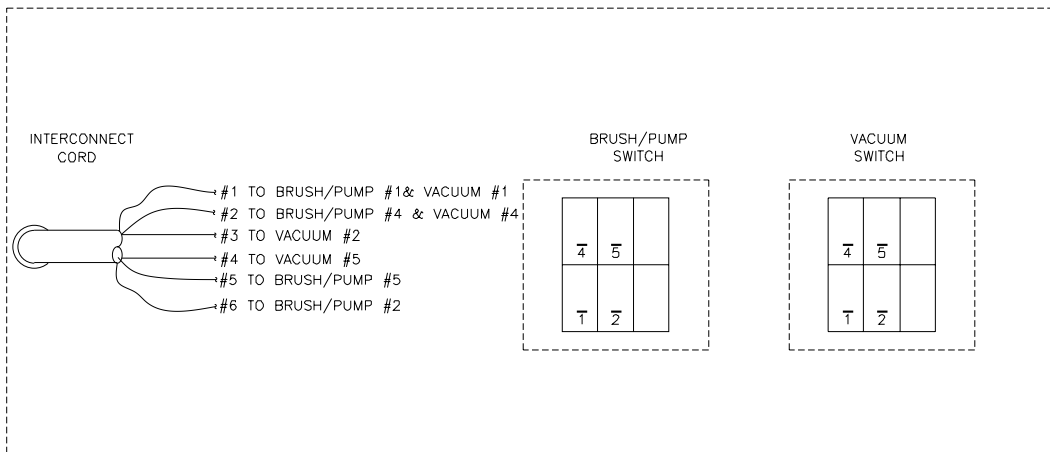 INTERCONNECT
CORD
BRUSH/PUMP
SWITCH
VACUUM
SWITCH
#1 TO BRUSH/PUMP #1& VACUUM #1
#2 TO BRUSH/PUMP #4 & VACUUM #4
#3 TO VACUUM #2
#4 TO VACUUM #5
#5 TO BRUSH/PUMP #5
#6 TO BRUSH/PUMP #2
4 5
1 2
4 5
1 2